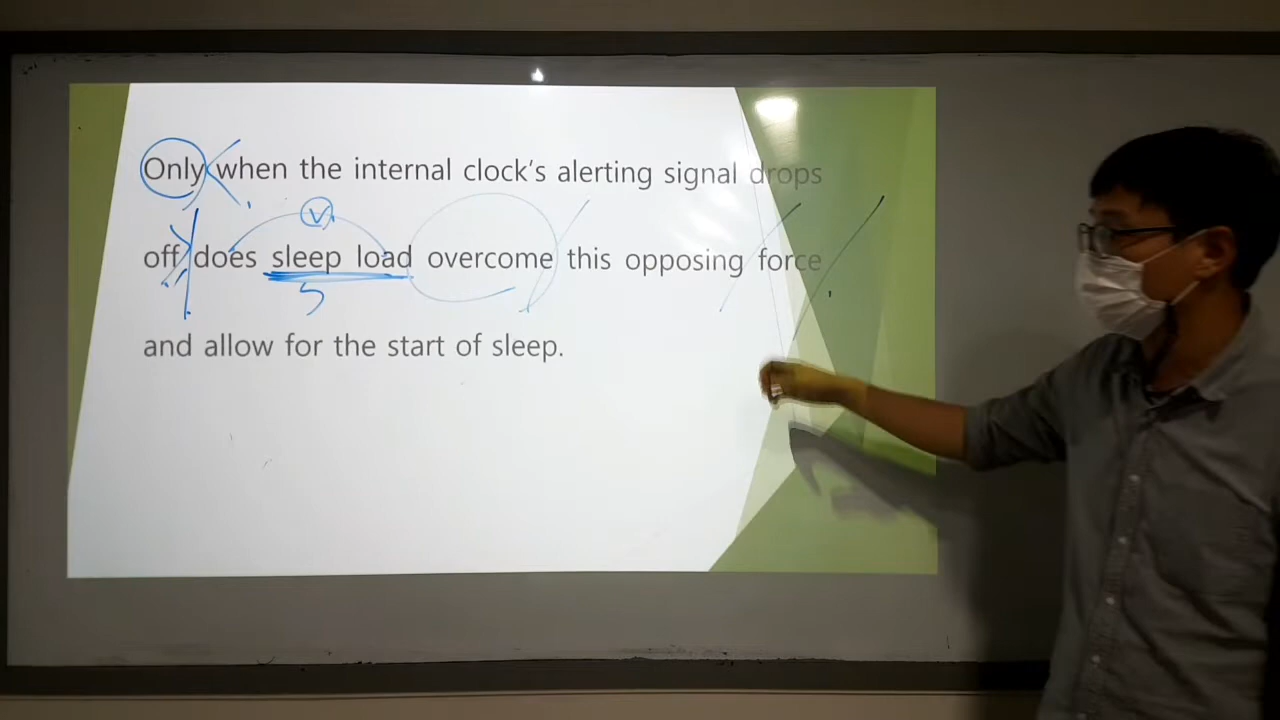 Only when the internal clock's alerting signal drops
V
off does sleep load overcome this opposing force
S
and allow for the start of sleep.